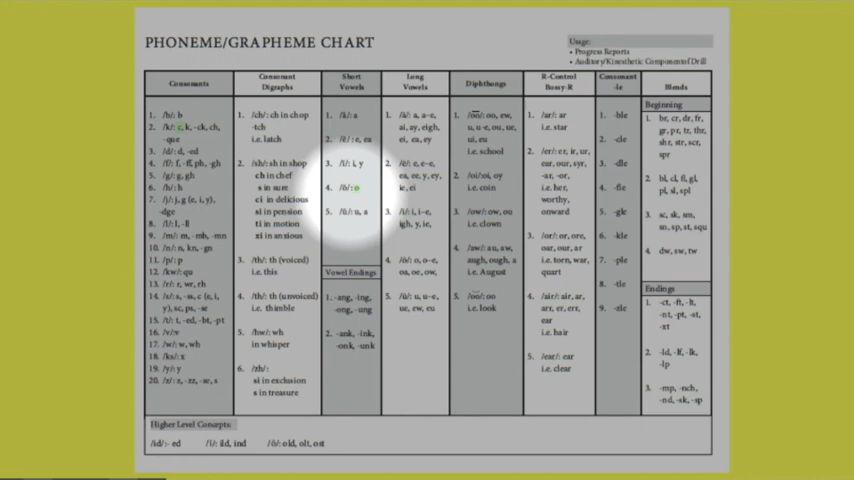 PHONEME/GRAPHEME CHART
Usage:
• Progress Reports
• Auditory/Kinesthetic Component of Drill
Consonants
1. /b/: b
2. /k/: c, k, -ck, ch,
-que
3. /d/: d, -ed
4. /f/: f, -ff, ph, -gh
5. /g/: g, gh
6. /h/: h
7. /j/: j, g (e, i, y),
-dge
8. /l/: l, -ll
9. /m/: m, -mb, -mn
10. /n/: n, kn, -gn
11. /p/: p
12. /kw/: qu
13. /r/: r, wr, rh
14. /s/: s, -ss, c (e, i,
y), sc, ps, -se
15. /t/: t, -ed, -bt, -pt
16. /v/: v
17. /w/: w, wh
18. /ks/: x
19. /y/: y
20. /z/: z, -zz, -se, s
Consonant
Digraphs
1. /ch/: ch in chop
-tch
i.e. latch
2. /sh/: sh in shop
ch in chef
s in sure
ci in delicious
si in pension
ti in motion
xi in anxious
3. /th/: th (voiced)
i.e. this
4. /th/: th (unvoiced)
i.e. thimble
5. /hw/: wh
in whisper
6. /zh/:
si in exclusion
s in treasure
Short
Vowels
1. /ă/: a
2. /ĕ/: e, ea
3. /ĭ/: i, y
4. /ŏ/: o
5. /ŭ/: u, a
Vowel Endings
1. -ang, -ing,
-ong, -ung
2. -ank, -ink,
-onk, -unk
Long
Vowels
1. /ā/: a, a-e,
ai, ay, eigh,
ei, ea, ey
2. /ē/: e, e-e,
ea, ee, y, ey,
ie, ei
3. /ī/: i, i-e,
igh, y, ie,
4. /ō/: o, o-e,
oa, oe, ow,
5. /ū/: u, u-e,
ue, ew, eu
Diphthongs
1. /o͞o/: oo, ew,
u, u-e, ou, ue,
ui, eu
i.e. school
2. /oi/: oi, oy
i.e. coin
3. /ow/: ow, ou
i.e. clown
4. /aw/: au, aw,
augh, ough, a
i.e. August
5. /oo/: oo
i.e. look
R-Control
Bossy-R
1. /ar/: ar
i.e. star
2. /er/: er, ir, ur,
ear, our, syr,
-ar, -or,
i.e. her,
worthy,
onward
3. /or/: or, ore,
oar, our, ar
i.e. torn, war,
quart
4. /air/: air, ar,
arr, er, err,
ear
i.e. hair
5. /ear/: ear
i.e. clear
Consonant
-le
1. -ble
2. -cle
3. -dle
4. -fle
5. -gle
6. -kle
7. -ple
8. -tle
9. -zle
Blends
Beginning
1. br, cr, dr, fr,
gr, pr, tr, thr,
shr, str, scr,
spr
2. bl, cl, fl, gl,
pl, sl, spl
3. sc, sk, sm,
sn, sp, st, squ
4. dw, sw, tw
Endings
1. -ct, -ft, -lt,
-nt, -pt, -st,
-xt
2. -ld, -lf, -lk,
-lp
3. -mp, -nch,
-nd, -sk, -sp
Higher Level Concepts:
/id/: - ed /ī/: ild, ind /ō/: old, olt, ost